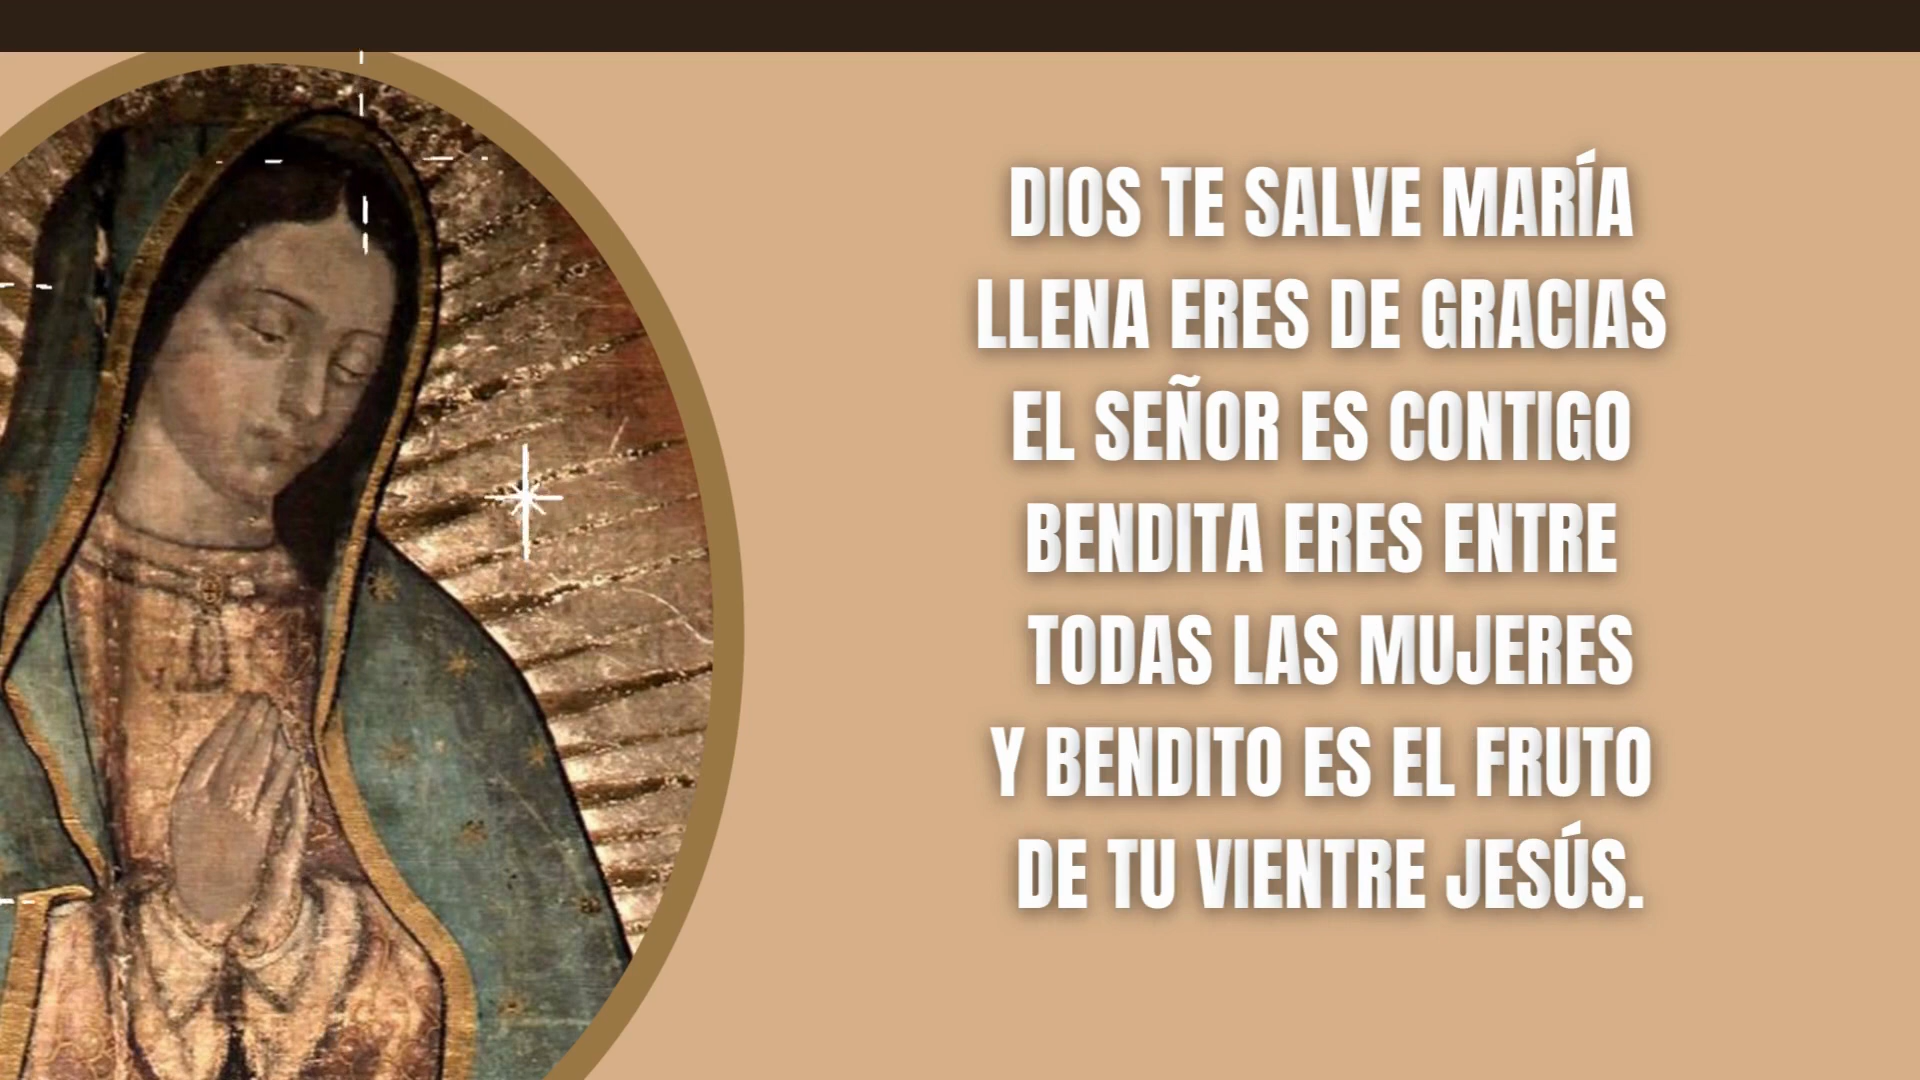 DIOS TE SALVE MARÍA
LLENA ERES DE GRACIAS
EL SEÑOR ES CONTIGO
BENDITA ERES ENTRE
TODAS LAS MUJERES
Y BENDITO ES EL FRUTO
DE TU VIENTRE JESÚS.